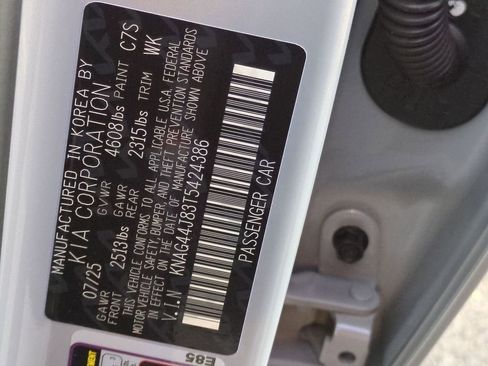 MANUFACTURED IN KOREA BY
KIA CORPORATION
07/25 GVWR 4608lbs PAINT C7S
GAWR FRONT 2513lbs GAWR REAR 2315lbs TRIM WK
THIS VEHICLE CONFORMS TO ALL APPLICABLE U.S.A. FEDERAL
MOTOR VEHICLE SAFETY, BUMPER, AND THEFT PREVENTION STANDARDS
IN EFFECT ON THE DATE OF MANUFACTURE SHOWN ABOVE
V.I.N KNAG44J83T5424386
PASSENGER CAR
E85